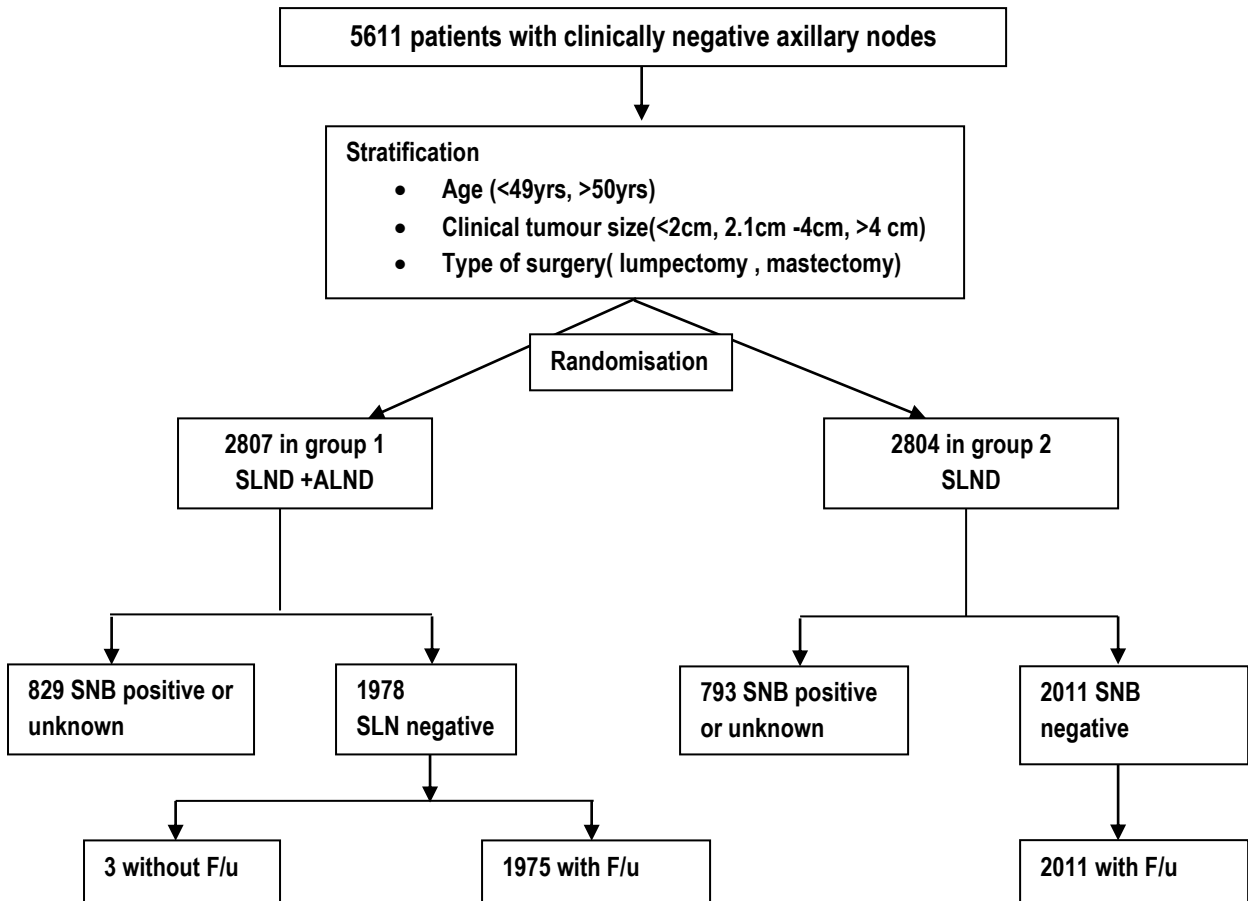 5611 patients with clinically negative axillary nodes
Stratification
• Age (<49yrs, >50yrs)
• Clinical tumour size(<2cm, 2.1cm -4cm, >4 cm)
• Type of surgery( lumpectomy , mastectomy)
Randomisation
2807 in group 1
SLND +ALND
2804 in group 2
SLND
829 SNB positive or
unknown
1978
SLN negative
793 SNB positive
or unknown
2011 SNB
negative
3 without F/u
1975 with F/u
2011 with F/u